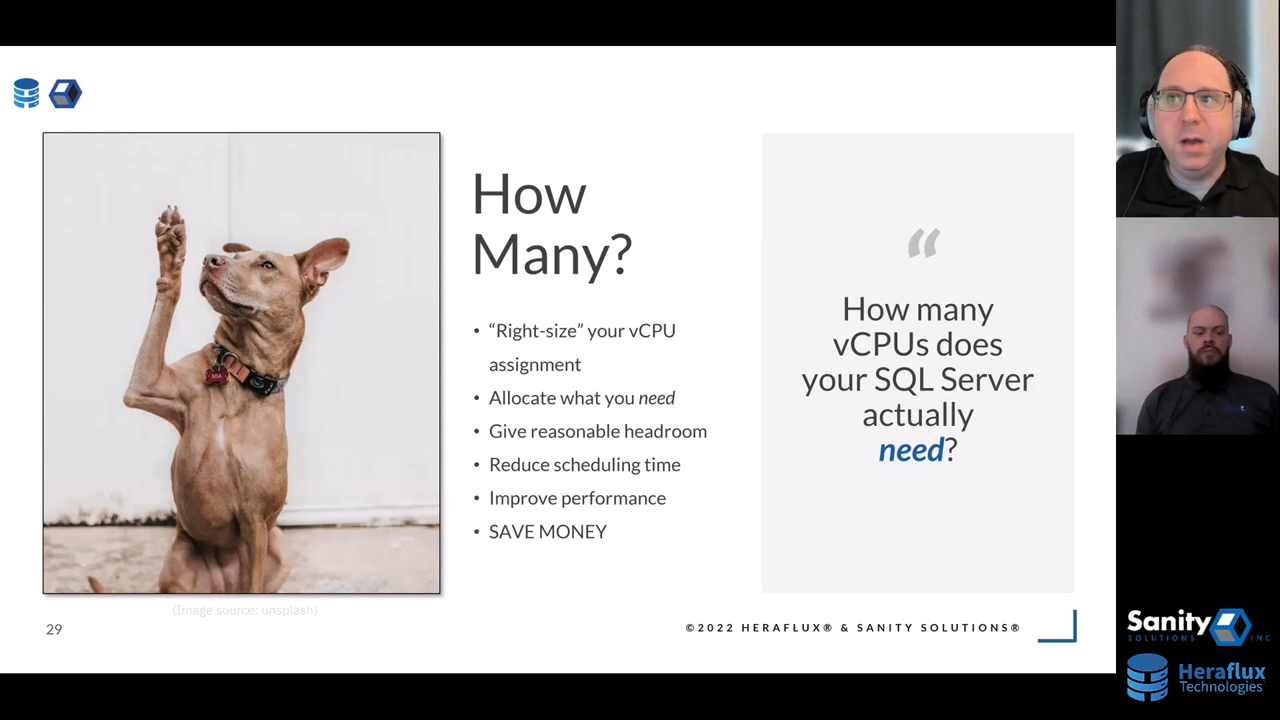 How
Many?
• “Right-size” your vCPU
assignment
• Allocate what you need
• Give reasonable headroom
• Reduce scheduling time
• Improve performance
• SAVE MONEY
“
How many
vCPUs does
your SQL Server
actually
need?
MIA
(Image source: unsplash)
29
©2022 HERAFLUX® & SANITY SOLUTIONS®
Sanity
SOLUTIONS INC
Heraflux
Technologies